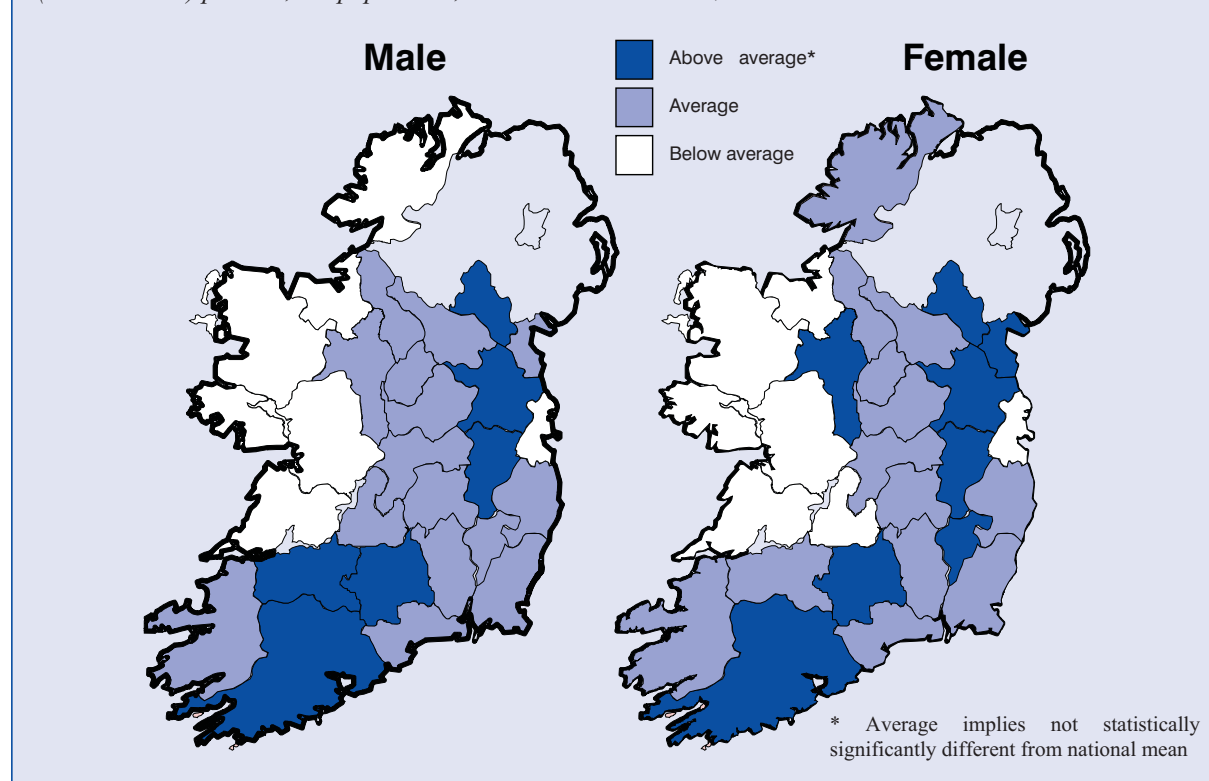 Male
Above average*
Female
Average
Below average
* Average implies not statistically
significantly different from national mean